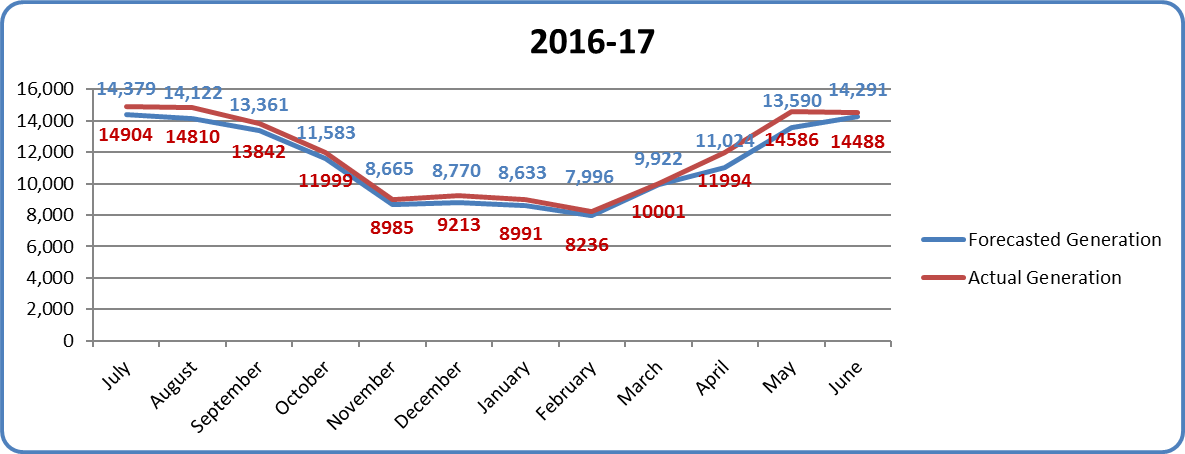 2016-17
16,000
14,000
12,000
10,000
8,000
6,000
4,000
2,000
0
14,379
14,122
13,361
11,583
8,665
8,770
8,633
7,996
9,922
11,024
13,590
14,291
14904
14810
13842
11999
8985
9213
8991
8236
10001
11994
14586
14488
July
August
September
October
November
December
January
February
March
April
May
June
Forecasted Generation
Actual Generation